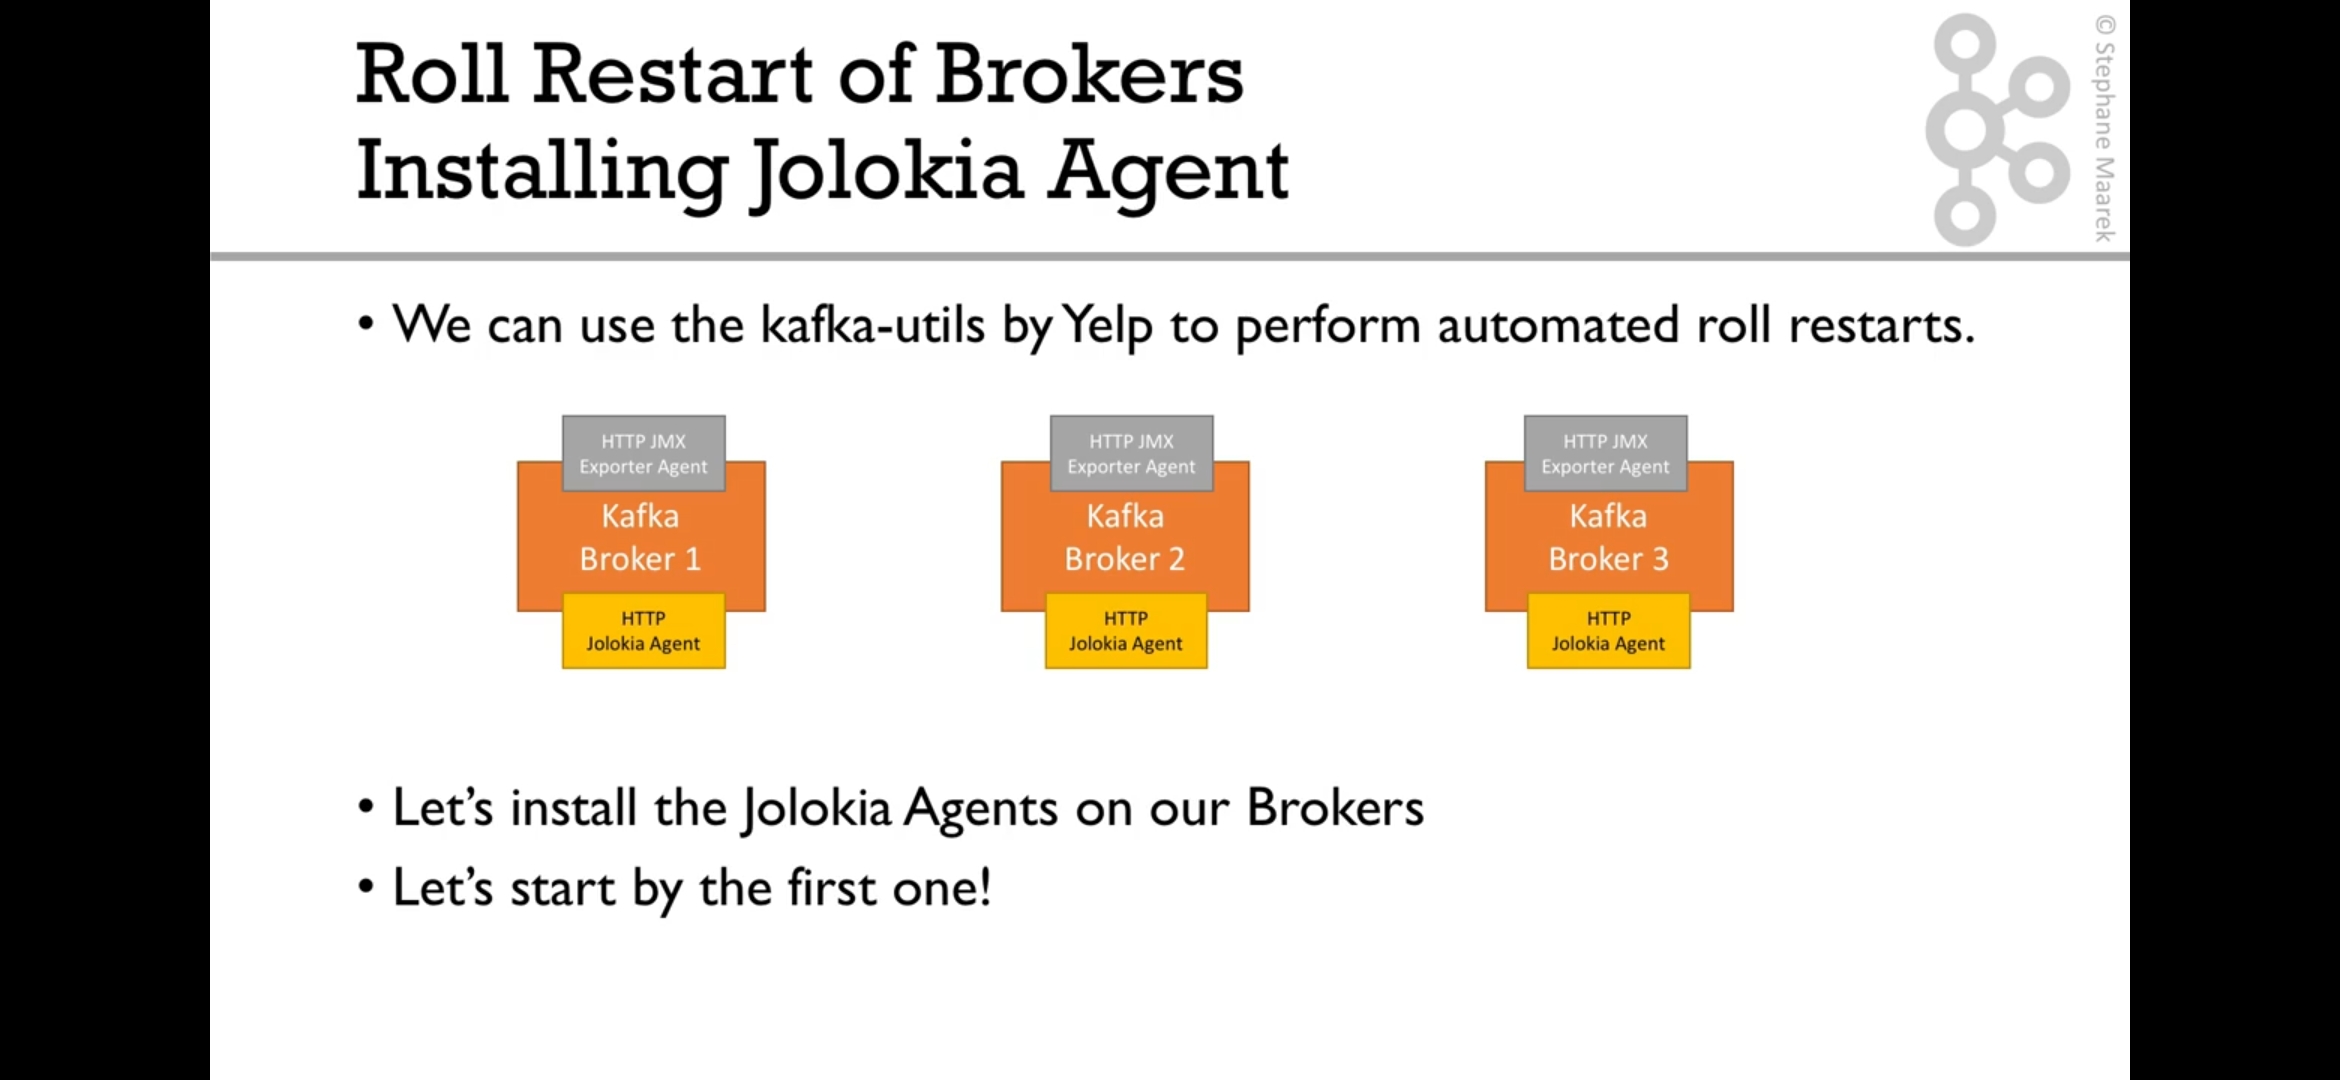 Roll Restart of Brokers
Installing Jolokia Agent
© Stephane Maarek
• We can use the kafka-utils by Yelp to perform automated roll restarts.
HTTP JMX
Exporter Agent
Kafka
Broker 1
HTTP
Jolokia Agent
HTTP JMX
Exporter Agent
Kafka
Broker 2
HTTP
Jolokia Agent
HTTP JMX
Exporter Agent
Kafka
Broker 3
HTTP
Jolokia Agent
• Let’s install the Jolokia Agents on our Brokers
• Let’s start by the first one!